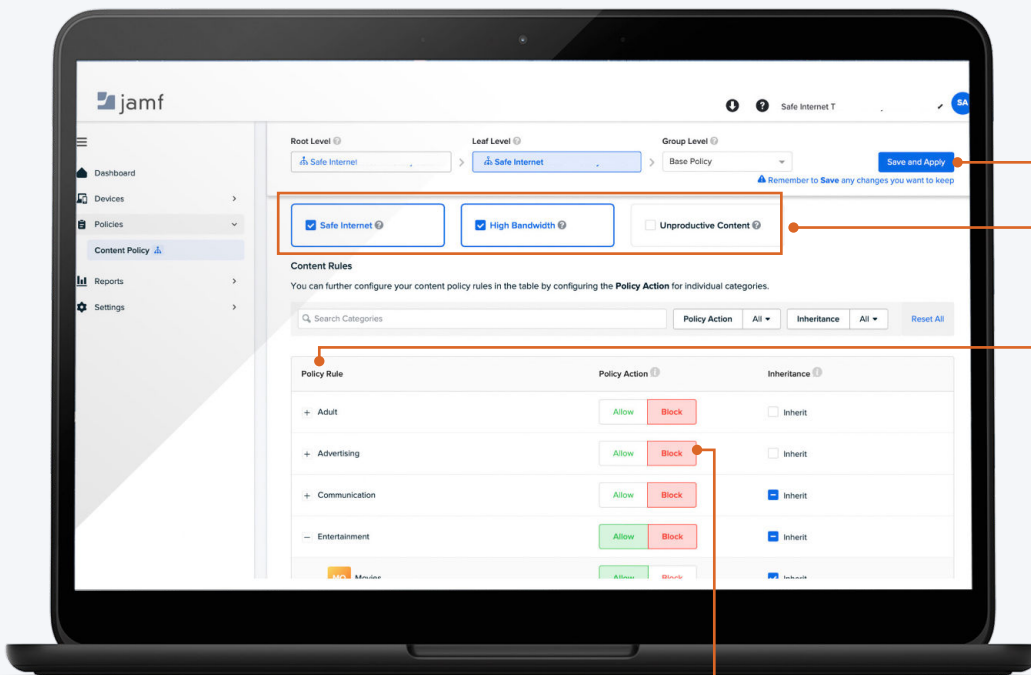 jamf
Safe Internet T
SA
Root Level
Leaf Level
Group Level
Safe Internet
>
Safe Internet
>
Base Policy
Save and Apply
Remember to Save any changes you want to keep
Dashboard
Devices
Policies
Content Policy
Reports
Settings
Safe Internet
High Bandwidth
Unproductive Content
Content Rules
You can further configure your content policy rules in the table by configuring the Policy Action for individual categories.
Search Categories
Policy Action All
Inheritance All
Reset All
Policy Rule Policy Action Inheritance
+ Adult Allow Block Inherit
+ Advertising Allow Block Inherit
+ Communication Allow Block Inherit
− Entertainment Allow Block Inherit
Movies Allow Block Inherit